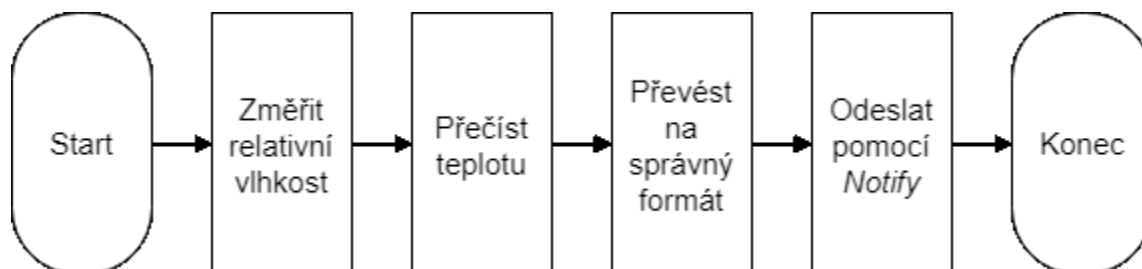 Start
Změřit
relativní
vlhkost
Přečíst
teplotu
Převést
na
správný
formát
Odeslat
pomocí
Notify
Konec